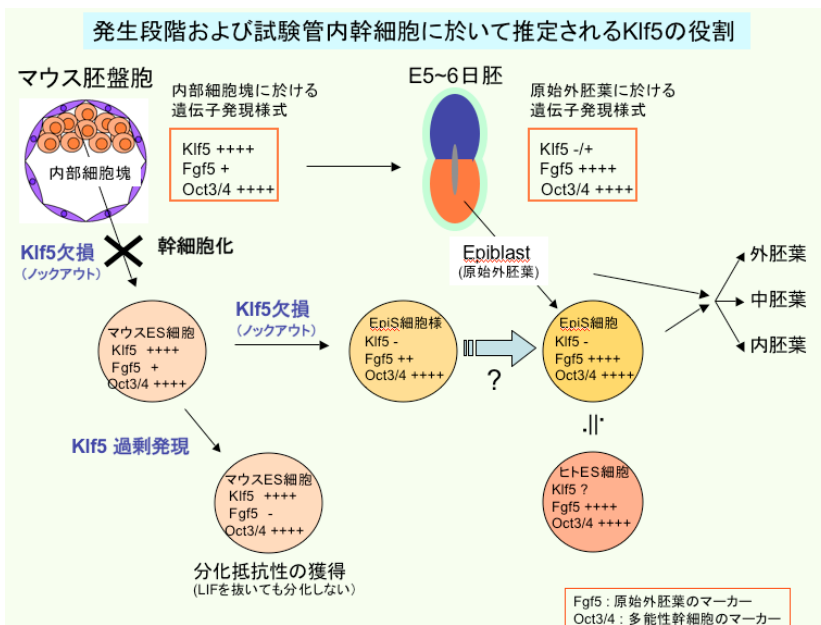 発生段階および試験管内幹細胞に於いて推定されるKlf5の役割
マウス胚盤胞
内部細胞塊に於ける
遺伝子発現様式
Klf5 ++++
Fgf5 +
Oct3/4 ++++
内部細胞塊
E5~6日胚
原始外胚葉に於ける
遺伝子発現様式
Klf5 -/+
Fgf5 ++++
Oct3/4 ++++
Klf5欠損
(ノックアウト)
幹細胞化
Epiblast
(原始外胚葉)
外胚葉
中胚葉
内胚葉
マウスES細胞
Klf5 ++++
Fgf5 +
Oct3/4 ++++
Klf5欠損
(ノックアウト)
EpiS細胞様
Klf5 -
Fgf5 ++
Oct3/4 ++++
?
EpiS細胞
Klf5 -
Fgf5 ++++
Oct3/4 ++++
Klf5 過剰発現
マウスES細胞
Klf5 ++++
Fgf5 -
Oct3/4 ++++
分化抵抗性の獲得
(LIFを抜いても分化しない)
ヒトES細胞
Klf5 ?
Fgf5 ++++
Oct3/4 ++++
Fgf5 : 原始外胚葉のマーカー
Oct3/4 : 多能性幹細胞のマーカー